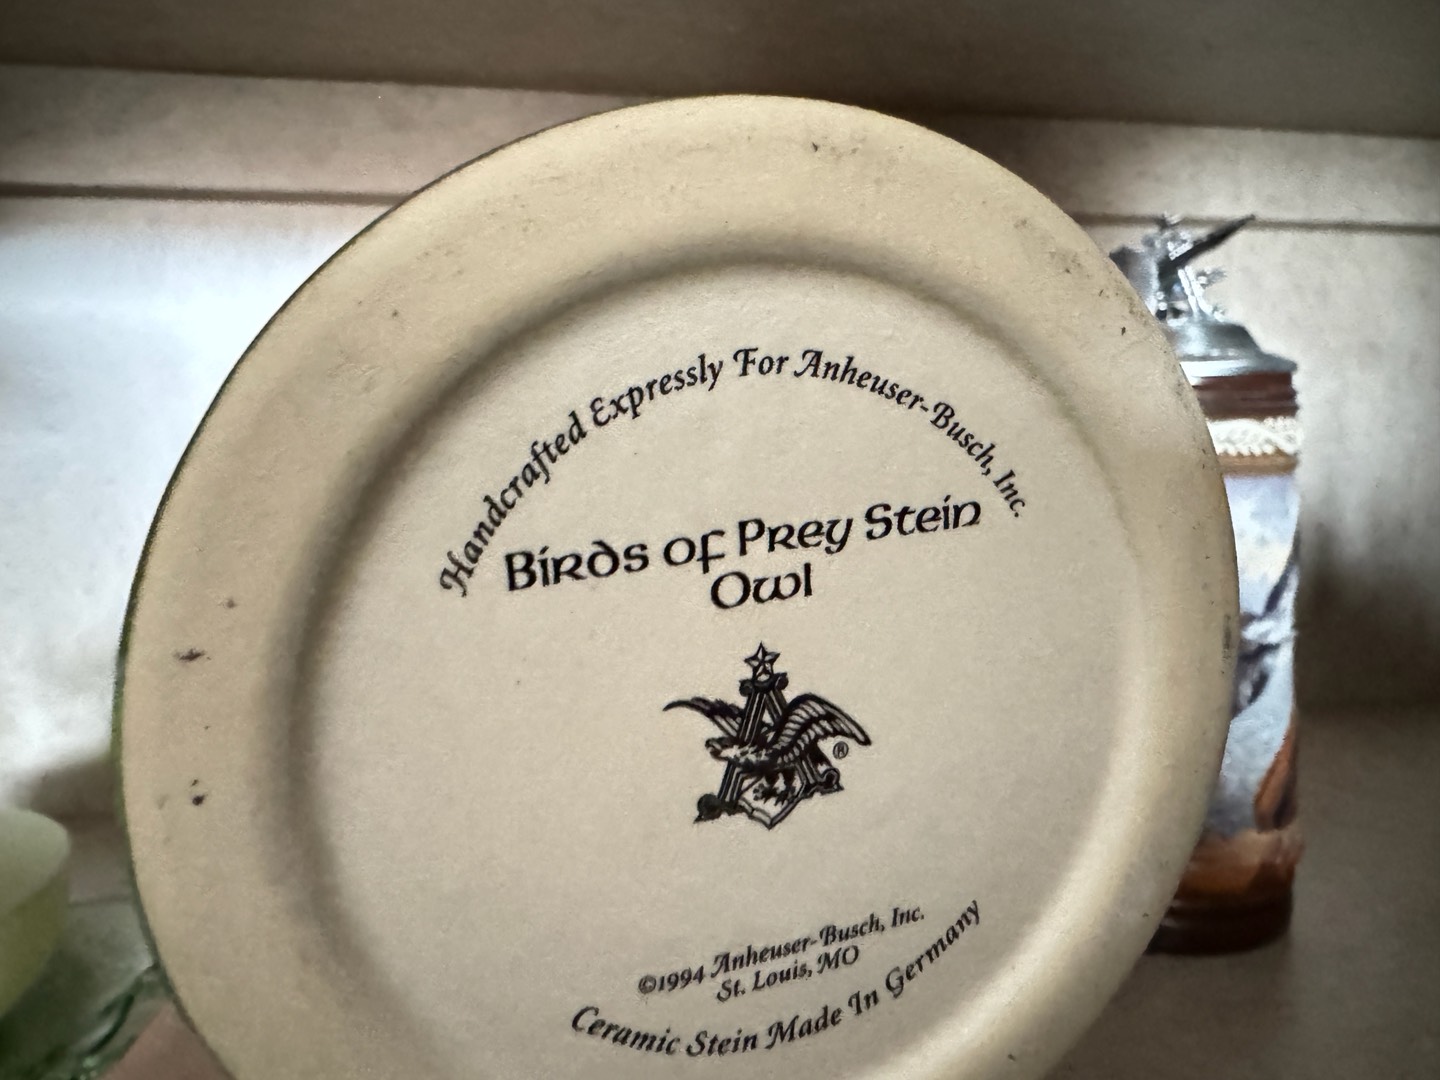 Handcrafted Expressly For Anheuser-Busch, Inc.
Birds of Prey Stein
Owl
®
©1994 Anheuser-Busch, Inc.
St. Louis, MO
Ceramic Stein Made In Germany